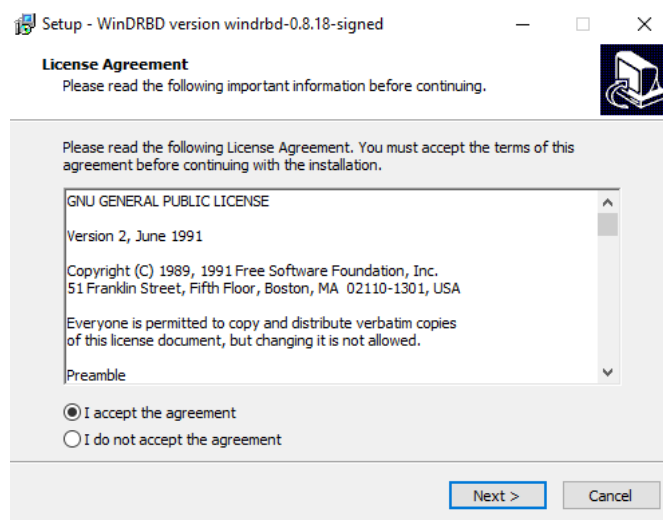 Setup - WinDRBD version windrbd-0.8.18-signed
License Agreement
Please read the following important information before continuing.
Please read the following License Agreement. You must accept the terms of this
agreement before continuing with the installation.
GNU GENERAL PUBLIC LICENSE
Version 2, June 1991
Copyright (C) 1989, 1991 Free Software Foundation, Inc.
51 Franklin Street, Fifth Floor, Boston, MA  02110-1301, USA
Everyone is permitted to copy and distribute verbatim copies
of this license document, but changing it is not allowed.
Preamble
I accept the agreement
I do not accept the agreement
Next >
Cancel